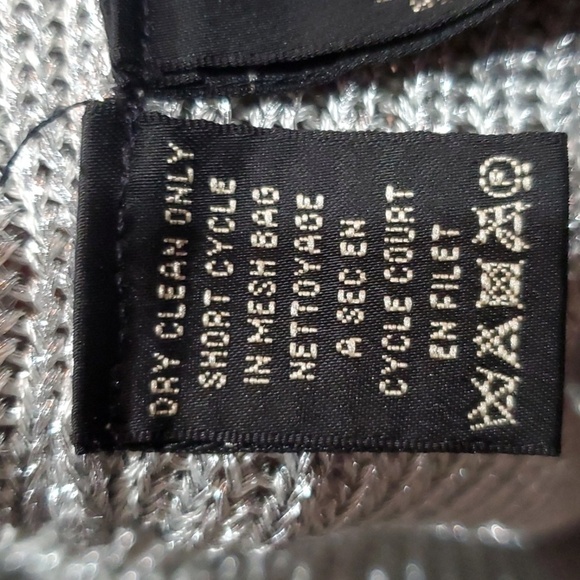 DRY CLEAN ONLY
SHORT CYCLE
IN MESH BAG
NETTOYAGE
A SEC EN
CYCLE COURT
EN FILET